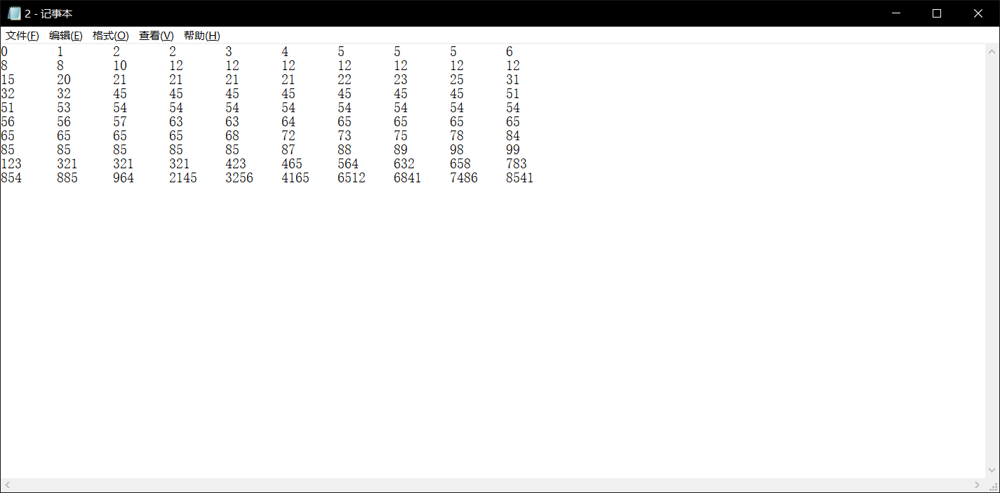 2 - 记事本
文件(F) 编辑(E) 格式(O) 查看(V) 帮助(H)
0 1 2 2 3 4 5 5 5 6
8 8 10 12 12 12 12 12 12 12
15 20 21 21 21 21 22 23 25 31
32 32 45 45 45 45 45 45 45 51
51 53 54 54 54 54 54 54 54 54
56 56 57 63 63 64 65 65 65 65
65 65 65 65 68 72 73 75 78 84
85 85 85 85 85 87 88 89 98 99
123 321 321 321 423 465 564 632 658 783
854 885 964 2145 3256 4165 6512 6841 7486 8541